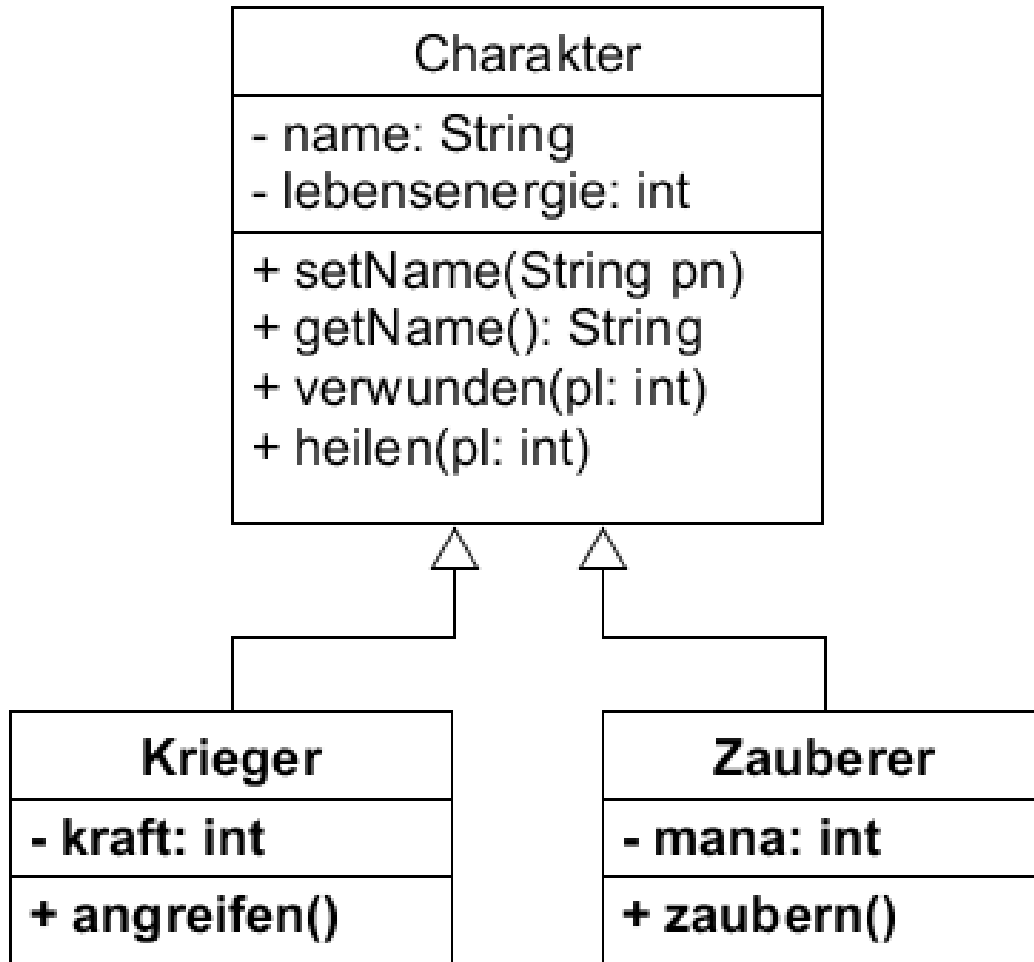 Charakter
- name: String
- lebensenergie: int
+ setName(String pn)
+ getName(): String
+ verwunden(pl: int)
+ heilen(pl: int)
Krieger
- kraft: int
+ angreifen()
Zauberer
- mana: int
+ zaubern()